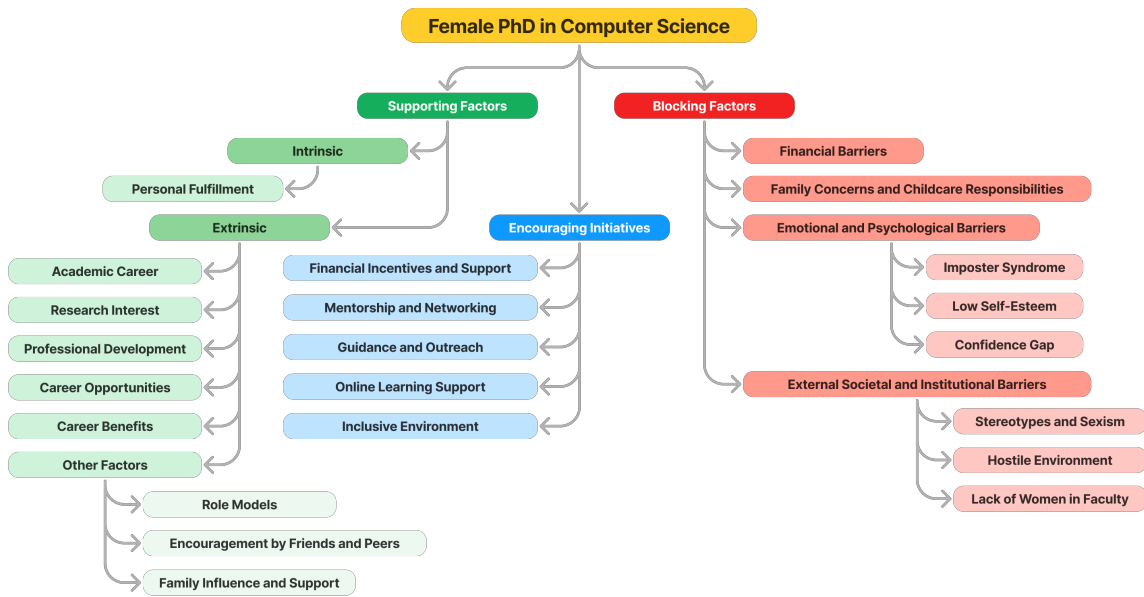 Female PhD in Computer Science
Supporting Factors
Intrinsic
Personal Fulfillment
Extrinsic
Academic Career
Research Interest
Professional Development
Career Opportunities
Career Benefits
Other Factors
Role Models
Encouragement by Friends and Peers
Family Influence and Support
Encouraging Initiatives
Financial Incentives and Support
Mentorship and Networking
Guidance and Outreach
Online Learning Support
Inclusive Environment
Blocking Factors
Financial Barriers
Family Concerns and Childcare Responsibilities
Emotional and Psychological Barriers
Imposter Syndrome
Low Self-Esteem
Confidence Gap
External Societal and Institutional Barriers
Stereotypes and Sexism
Hostile Environment
Lack of Women in Faculty